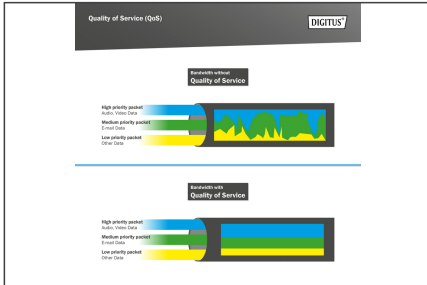 Quality of Service (QoS)
DIGITUS®
Bandwidth without
Quality of Service
High priority packet
Audio, Video Data
Medium priority packet
E-mail Data
Low priority packet
Other Data
Bandwidth with
Quality of Service
High priority packet
Audio, Video Data
Medium priority packet
E-mail Data
Low priority packet
Other Data